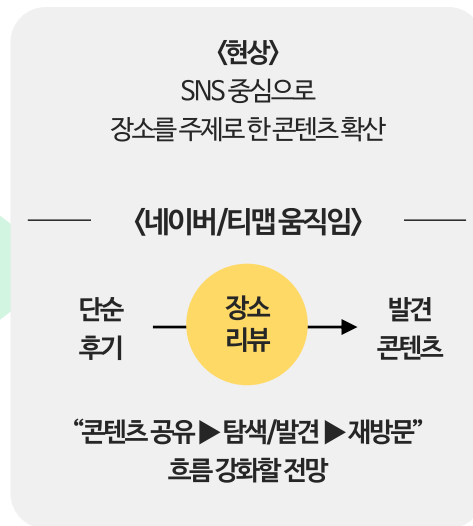 〈현상〉
SNS 중심으로
장소를 주제로 한 콘텐츠 확산
〈네이버/티맵 움직임〉
단순
후기
장소
리뷰
발견
콘텐츠
“콘텐츠 공유 ▶ 탐색/발견 ▶ 재방문”
흐름 강화할 전망